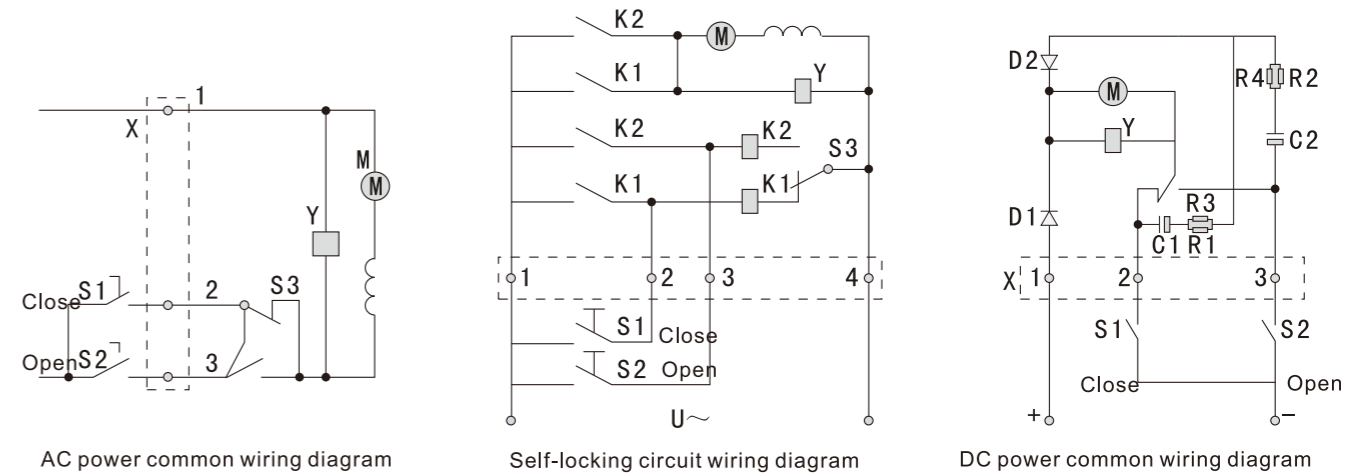 1
X
M
M
Y
Close S1
2
S3
Open S2
3
AC power common wiring diagram
K2
M
K1
Y
K2
K2
S3
K1
K1
1
2
3
4
S1 Close
S2 Open
U~
Self-locking circuit wiring diagram
D2
R4 R2
M
Y
C2
D1
R3
C1 R1
X 1
2
3
S1
S2
Close
Open
+
−
DC power common wiring diagram